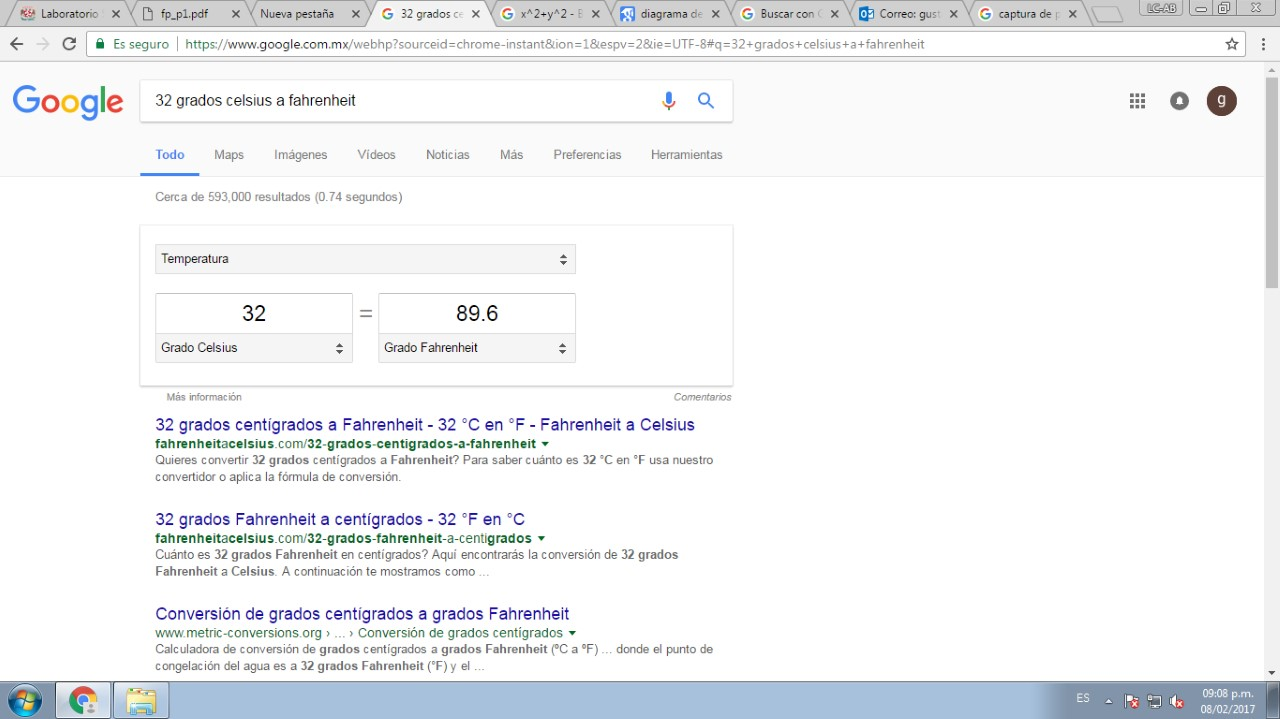 Laboratorio
fp_p1.pdf
Nueva pestaña
32 grados ce
x^2+y^2 - B
diagrama de
Buscar con G
Correo: gust
captura de p
LC-AB
Es seguro
https://www.google.com.mx/webhp?sourceid=chrome-instant&ion=1&espv=2&ie=UTF-8#q=32+grados+celsius+a+fahrenheit
Google
32 grados celsius a fahrenheit
g
Todo Maps Imágenes Vídeos Noticias Más Preferencias Herramientas
Cerca de 593,000 resultados (0.74 segundos)
Temperatura
32 = 89.6
Grado Celsius Grado Fahrenheit
Más información Comentarios
32 grados centígrados a Fahrenheit - 32 °C en °F - Fahrenheit a Celsius
fahrenheitacelsius.com/32-grados-centigrados-a-fahrenheit
Quieres convertir 32 grados centígrados a Fahrenheit? Para saber cuánto es 32 °C en °F usa nuestro
convertidor o aplica la fórmula de conversión.
32 grados Fahrenheit a centígrados - 32 °F en °C
fahrenheitacelsius.com/32-grados-fahrenheit-a-centigrados
Cuánto es 32 grados Fahrenheit en centígrados? Aquí encontrarás la conversión de 32 grados
Fahrenheit a Celsius. A continuación te mostramos como ...
Conversión de grados centígrados a grados Fahrenheit
www.metric-conversions.org › ... › Conversión de grados centígrados
Calculadora de conversión de grados centígrados a grados Fahrenheit (ºC a ºF) ... donde el punto de
congelación del agua es a 32 grados Fahrenheit (°F) y el ...
ES
09:08 p.m.
08/02/2017